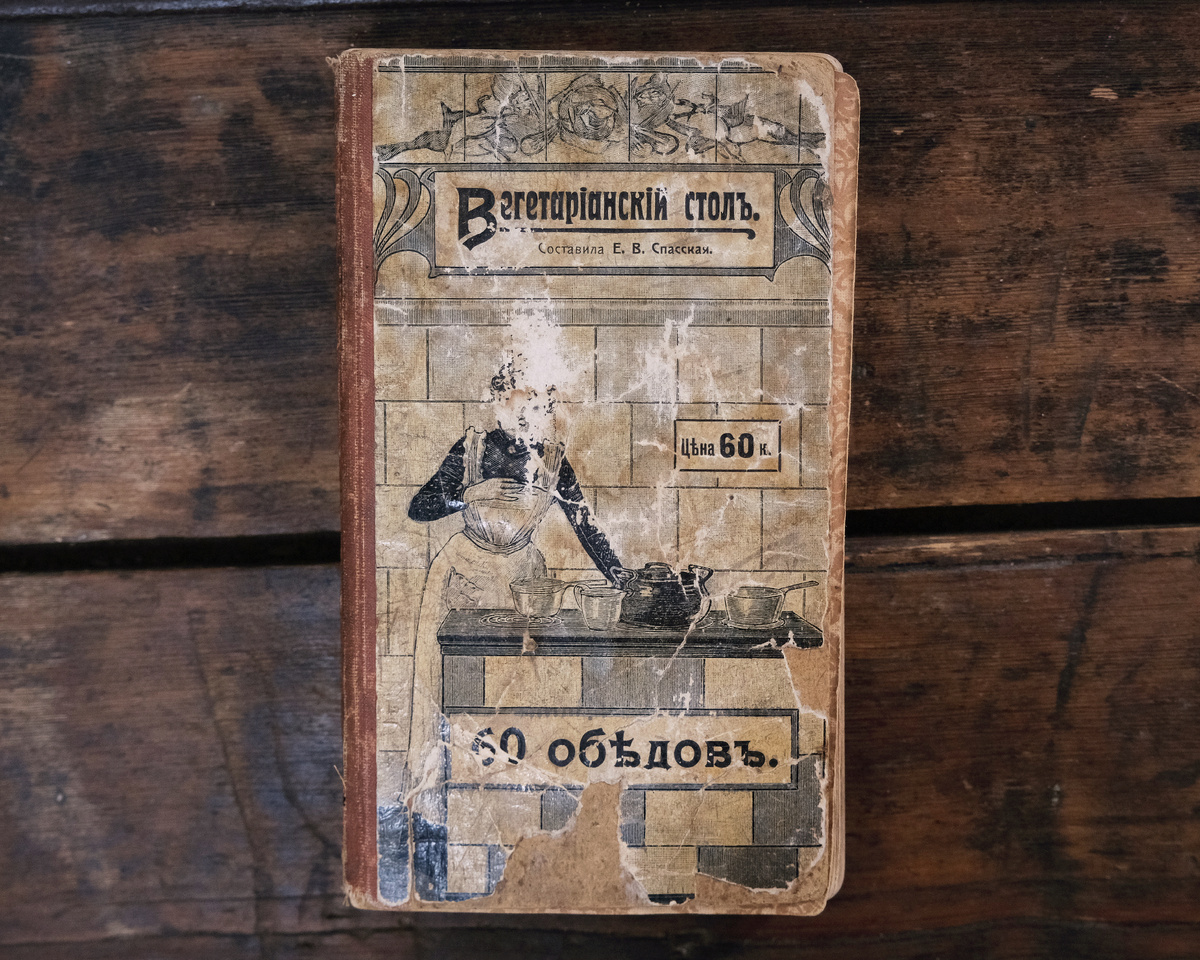 Вегетаріанскій столъ.
Составила Е. В. Спасская.
Цѣна 60 к.
60 обѣдовъ.